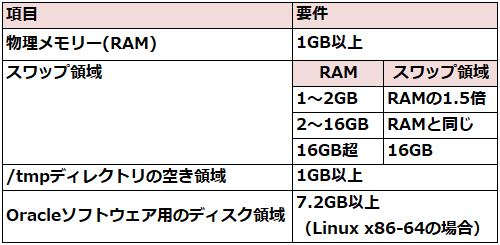 項目 要件
物理メモリー(RAM) 1GB以上
スワップ領域 RAM スワップ領域
1～2GB RAMの1.5倍
2～16GB RAMと同じ
16GB超 16GB
/tmpディレクトリの空き領域 1GB以上
Oracleソフトウェア用のディスク領域 7.2GB以上
（Linux x86-64の場合）